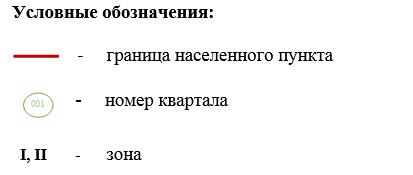 Условные обозначения:
- граница населенного пункта
001 - номер квартала
I, II - зона